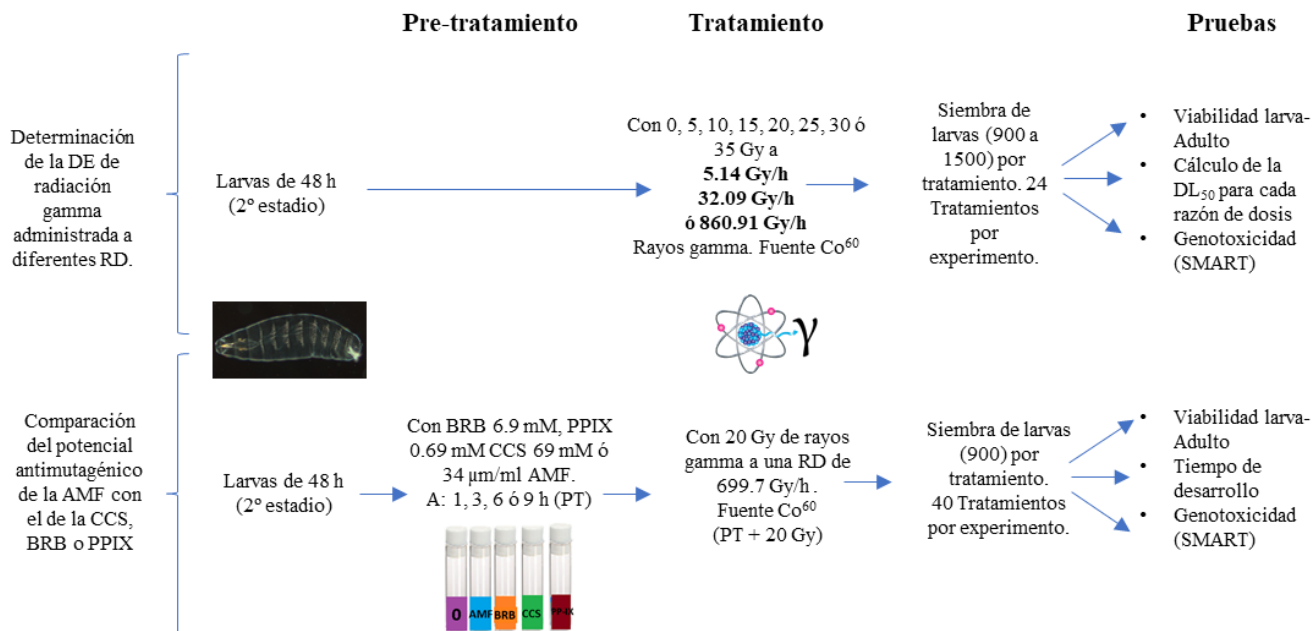 Pre-tratamiento
Tratamiento
Pruebas
Determinación
de la DE de
radiación
gamma
administrada a
diferentes RD.
Larvas de 48 h
(2º estadio)
Con 0, 5, 10, 15, 20, 25, 30 ó
35 Gy a
5.14 Gy/h
32.09 Gy/h
ó 860.91 Gy/h
Rayos gamma. Fuente Co60
Siembra de
larvas (900 a
1500) por
tratamiento. 24
Tratamientos
por
experimento.
• Viabilidad larva-
Adulto
• Cálculo de la
DL50 para cada
razón de dosis
• Genotoxicidad
(SMART)
γ
Comparación
del potencial
antimutagénico
de la AMF con
el de la CCS,
BRB o PPIX
Larvas de 48 h
(2º estadio)
Con BRB 6.9 mM, PPIX
0.69 mM CCS 69 mM ó
34 µm/ml AMF.
A: 1, 3, 6 ó 9 h (PT)
0 AMF BRB CCS PP-IX
Con 20 Gy de rayos
gamma a una RD de
699.7 Gy/h .
Fuente Co60
(PT + 20 Gy)
Siembra de larvas
(900) por
tratamiento.
40 Tratamientos
por experimento.
• Viabilidad larva-
Adulto
• Tiempo de
desarrollo
• Genotoxicidad
(SMART)